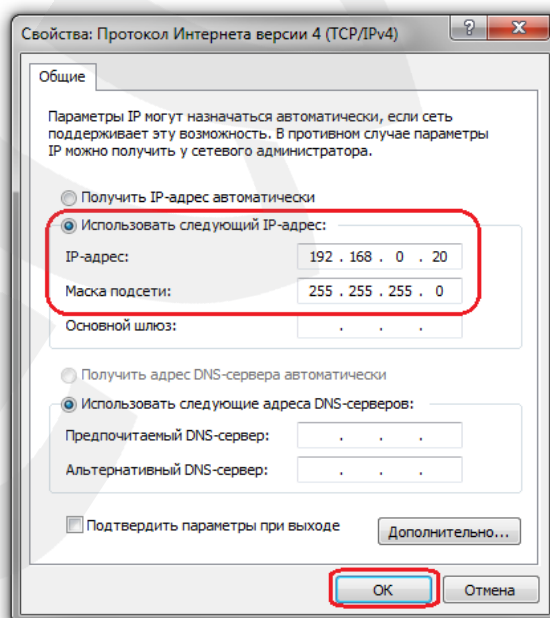 Свойства: Протокол Интернета версии 4 (TCP/IPv4)
Общие
Параметры IP могут назначаться автоматически, если сеть
поддерживает эту возможность. В противном случае параметры
IP можно получить у сетевого администратора.
Получить IP-адрес автоматически
Использовать следующий IP-адрес:
IP-адрес: 192 . 168 . 0 . 20
Маска подсети: 255 . 255 . 255 . 0
Основной шлюз: . . .
Получить адрес DNS-сервера автоматически
Использовать следующие адреса DNS-серверов:
Предпочитаемый DNS-сервер: . . .
Альтернативный DNS-сервер: . . .
Подтвердить параметры при выходе
Дополнительно...
ОК Отмена